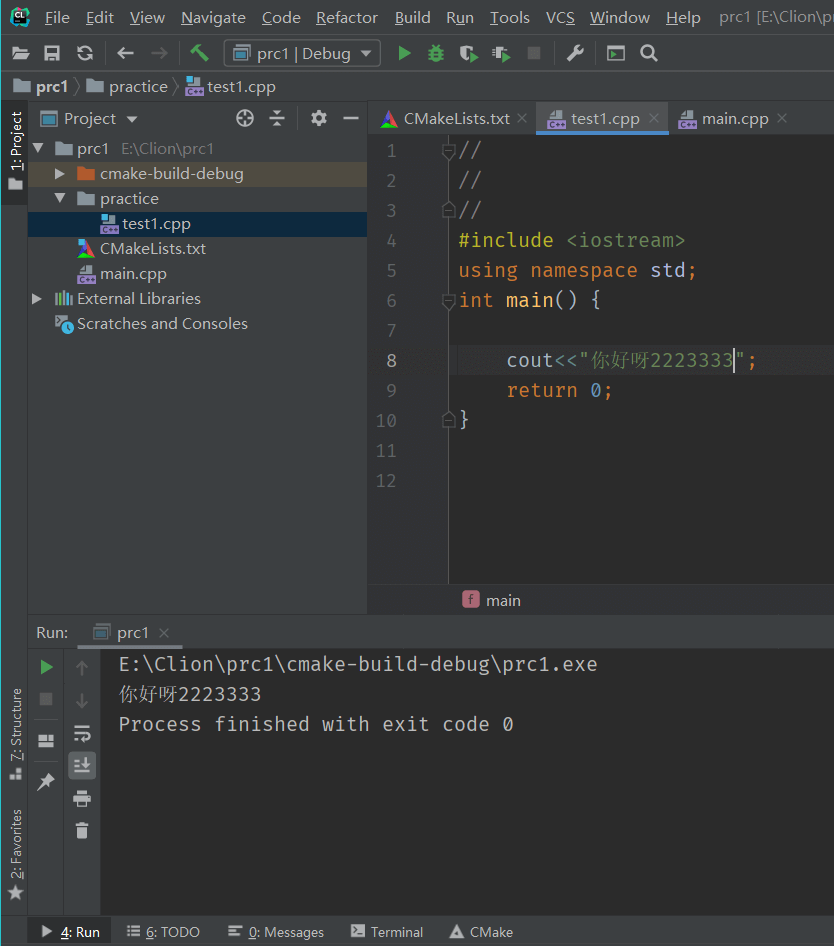 File Edit View Navigate Code Refactor Build Run Tools VCS Window Help prc1 [E:\Clion\pr
prc1 | Debug
prc1 practice test1.cpp
1: Project
Project
prc1 E:\Clion\prc1
cmake-build-debug
practice
test1.cpp
CMakeLists.txt
main.cpp
External Libraries
Scratches and Consoles
CMakeLists.txt test1.cpp main.cpp
1 //
2 //
3 //
4 #include <iostream>
5 using namespace std;
6 int main() {
7
8 cout<<"你好呀2223333";
9 return 0;
10 }
11
12
f main
Run: prc1
E:\Clion\prc1\cmake-build-debug\prc1.exe
你好呀2223333
Process finished with exit code 0
7: Structure
2: Favorites
4: Run 6: TODO 0: Messages Terminal CMake